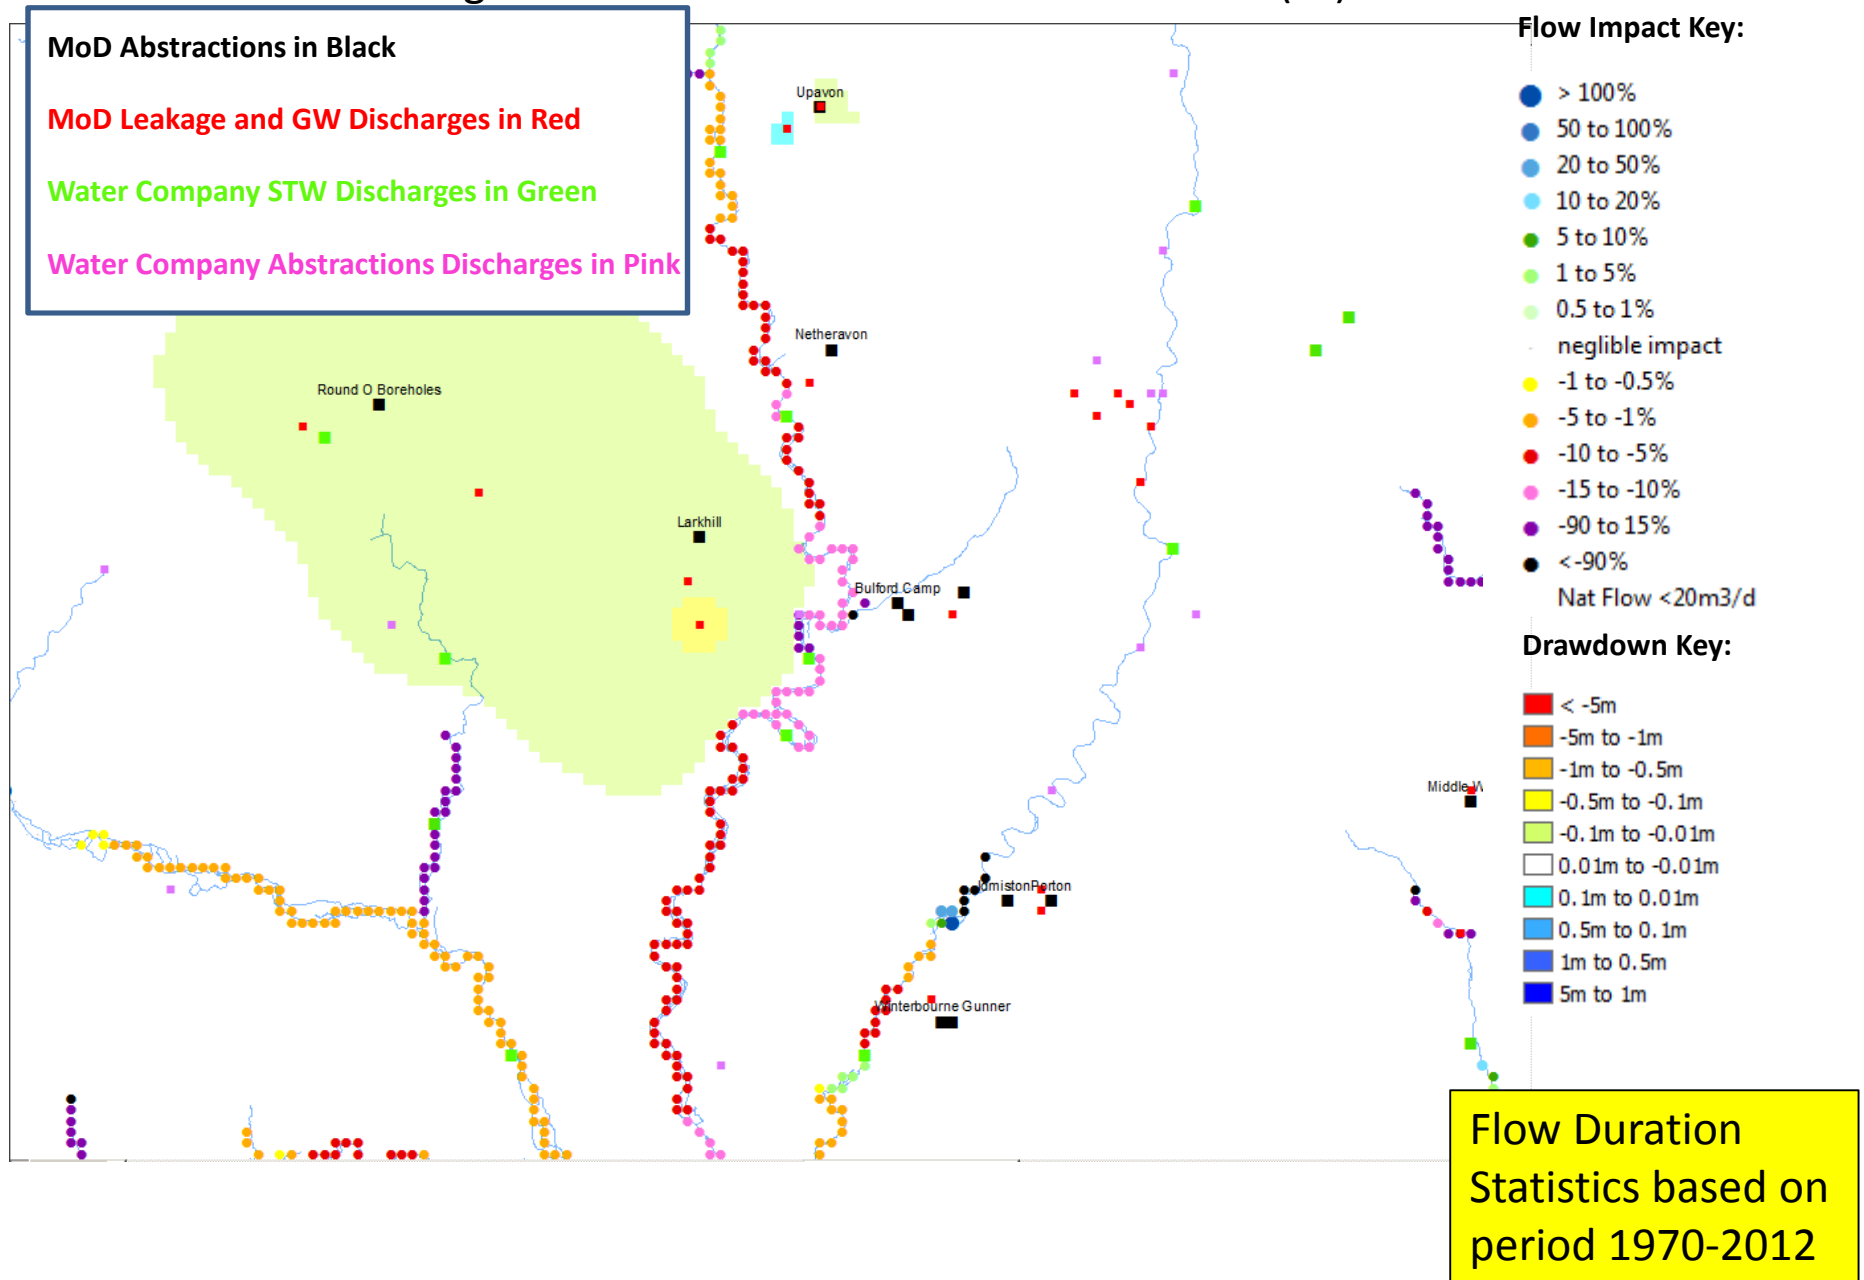 MoD Abstractions in Black
MoD Leakage and GW Discharges in Red
Water Company STW Discharges in Green
Water Company Abstractions Discharges in Pink
Upavon
Netheravon
Round O Boreholes
Larkhill
Bulford Camp
Middle W
Porton
Winterbourne Gunner
Flow Impact Key:
> 100%
50 to 100%
20 to 50%
10 to 20%
5 to 10%
1 to 5%
0.5 to 1%
neglible impact
-1 to -0.5%
-5 to -1%
-10 to -5%
-15 to -10%
-90 to 15%
<-90%
Nat Flow <20m3/d
Drawdown Key:
< -5m
-5m to -1m
-1m to -0.5m
-0.5m to -0.1m
-0.1m to -0.01m
0.01m to -0.01m
0.1m to 0.01m
0.5m to 0.1m
1m to 0.5m
5m to 1m
Flow Duration
Statistics based on
period 1970-2012